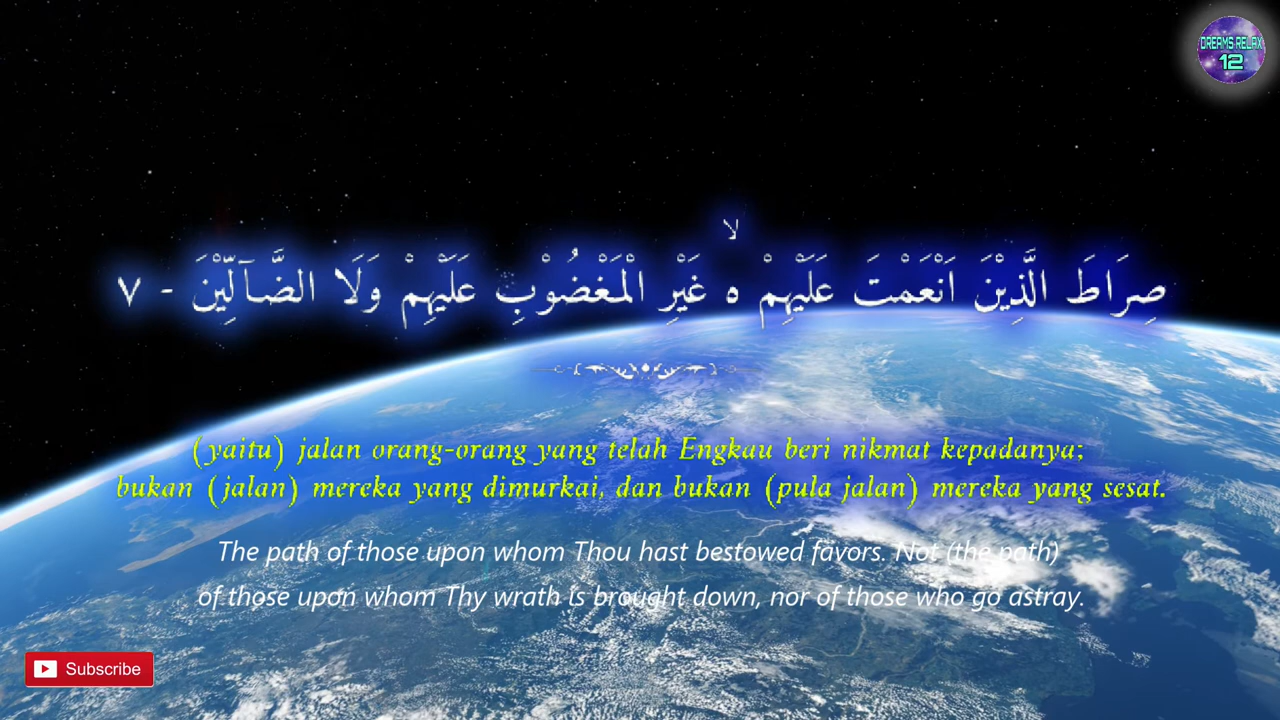 DREAMS RELAX
12
لا
صِرَاطَ الَّذِيْنَ اَنْعَمْتَ عَلَيْهِمْ ەۙ غَيْرِ الْمَغْضُوْبِ عَلَيْهِمْ وَلَا الضَّاۤلِّيْنَ - ٧
(yaitu) jalan orang-orang yang telah Engkau beri nikmat kepadanya;
bukan (jalan) mereka yang dimurkai, dan bukan (pula jalan) mereka yang sesat.
The path of those upon whom Thou hast bestowed favors. Not (the path)
of those upon whom Thy wrath is brought down, nor of those who go astray.
Subscribe